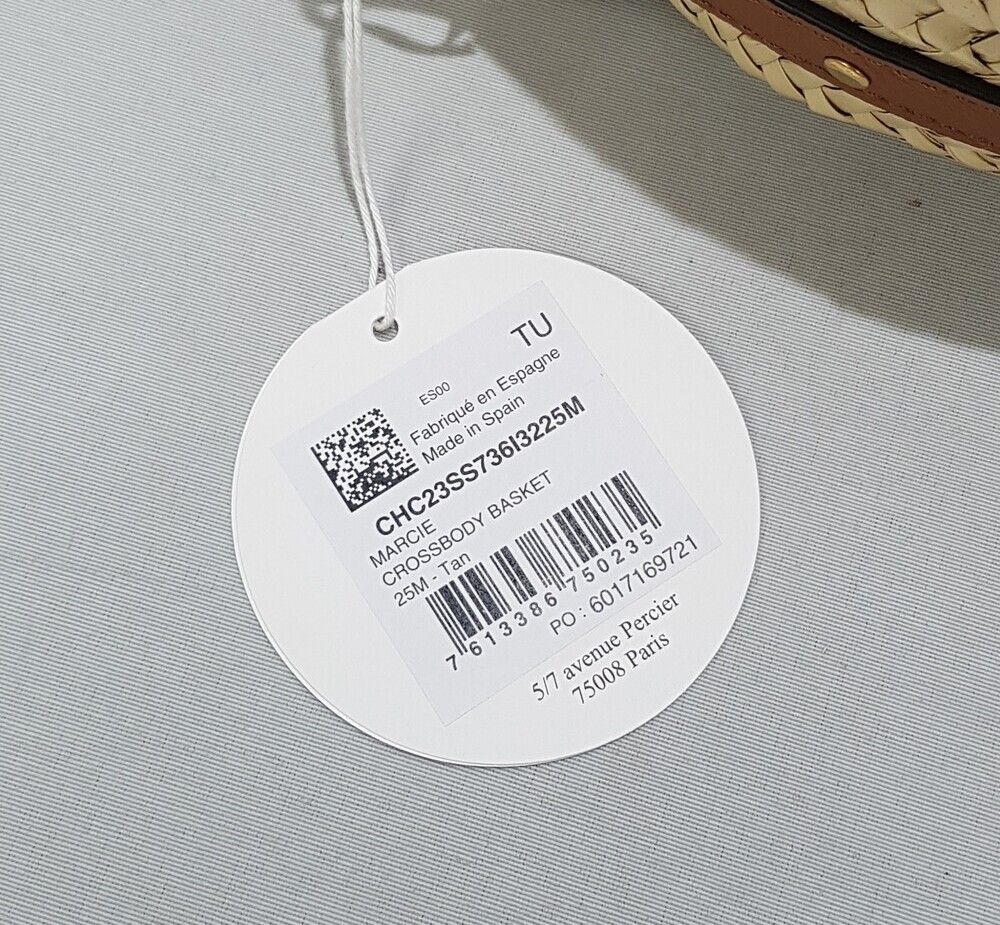 TU
ES00
Fabriqué en Espagne
Made in Spain
CHC23SS736I3225M
MARCIE
CROSSBODY BASKET
25M - Tan
7 613386 750235
PO : 6017169721
5/7 avenue Percier
75008 Paris